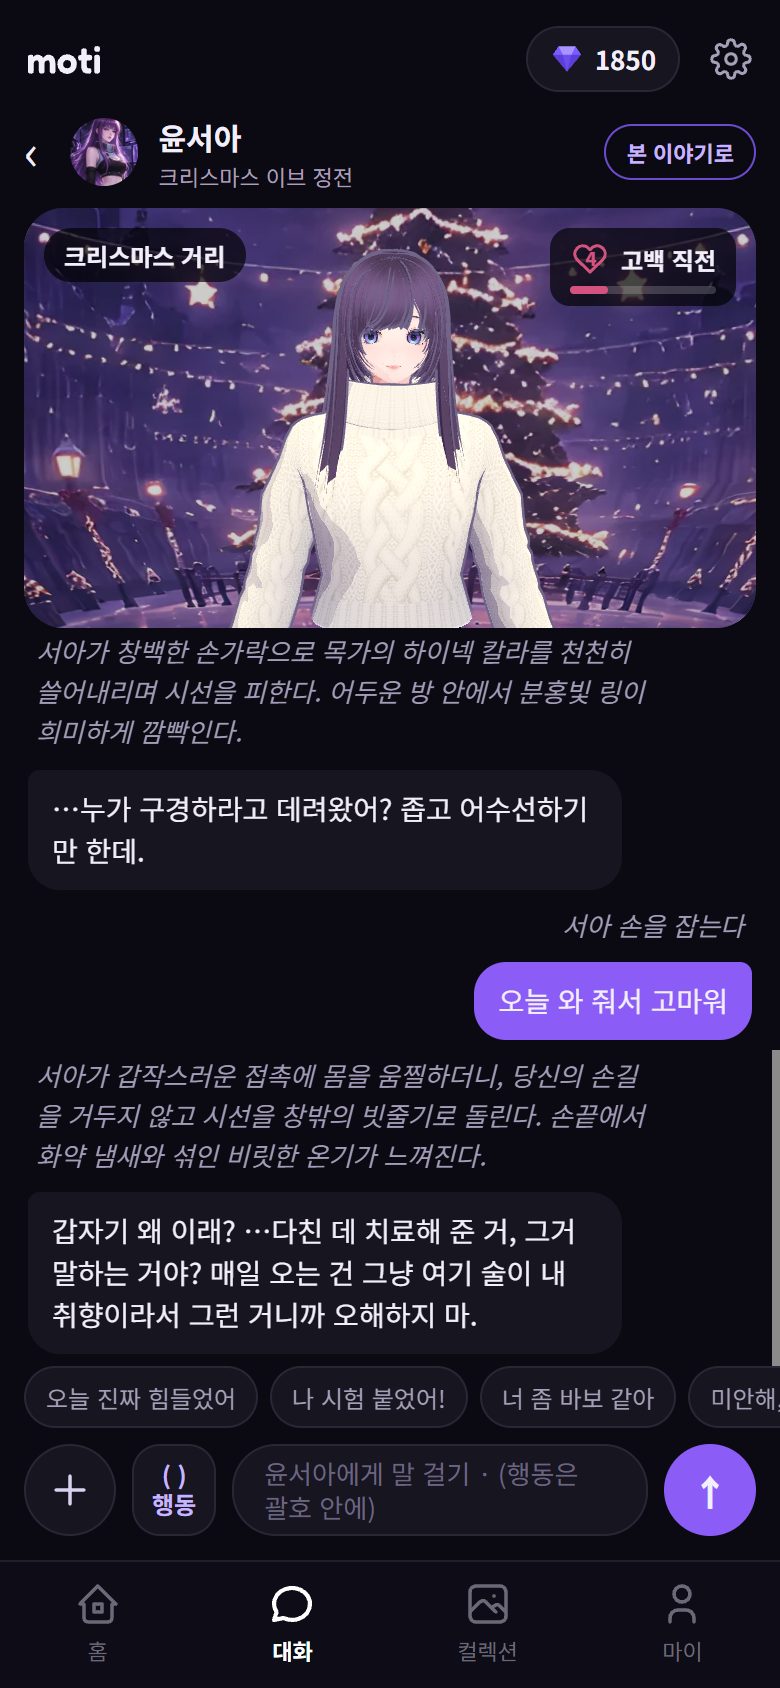 moti
1850
윤서아
크리스마스 이브 정전
본 이야기로
크리스마스 거리
4
고백 직전
서아가 창백한 손가락으로 목가의 하이넥 칼라를 천천히
쓸어내리며 시선을 피한다. 어두운 방 안에서 분홍빛 링이
희미하게 깜빡인다.
…누가 구경하라고 데려왔어? 좁고 어수선하기
만 한데.
서아 손을 잡는다
오늘 와 줘서 고마워
서아가 갑작스러운 접촉에 몸을 움찔하더니, 당신의 손길
을 거두지 않고 시선을 창밖의 빗줄기로 돌린다. 손끝에서
화약 냄새와 섞인 비릿한 온기가 느껴진다.
갑자기 왜 이래? …다친 데 치료해 준 거, 그거
말하는 거야? 매일 오는 건 그냥 여기 술이 내
취향이라서 그런 거니까 오해하지 마.
오늘 진짜 힘들었어
나 시험 붙었어!
너 좀 바보 같아
미안해,
( )
행동
윤서아에게 말 걸기 · (행동은
괄호 안에)
홈
대화
컬렉션
마이